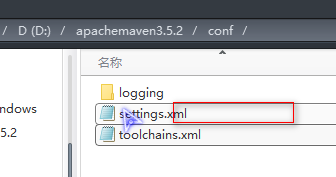 / D (D:) / apachemaven3.5.2 / conf /
名称
logging
ndows
settings.xml
5.2
toolchains.xml